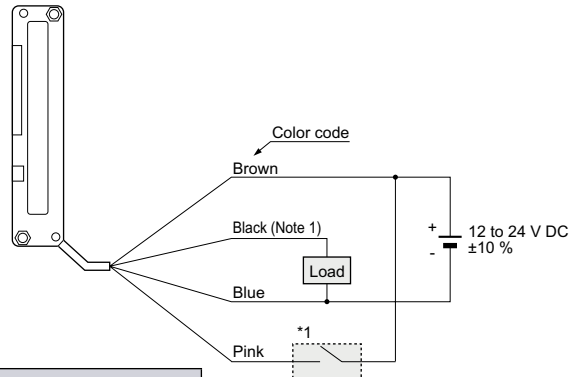 Color code
Brown
Black (Note 1)
+
12 to 24 V DC
±10 %
-
Load
Blue
*1
Pink